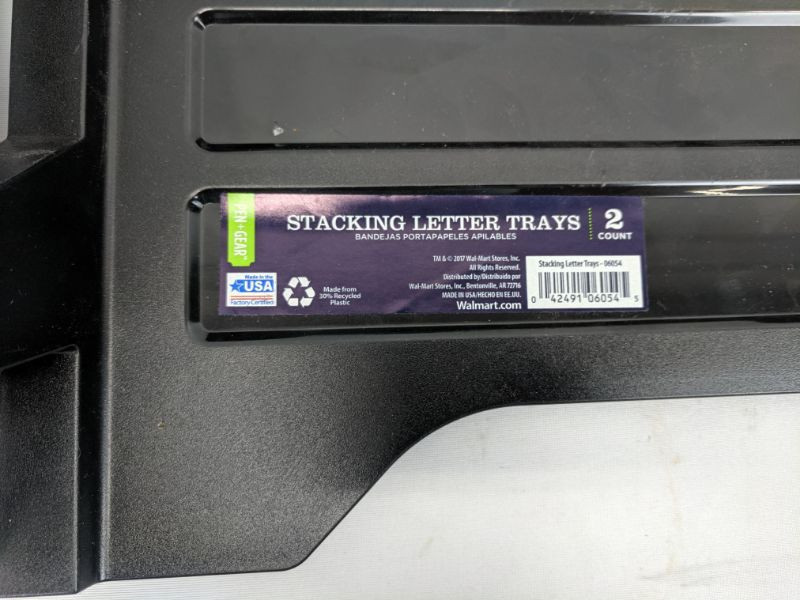 PEN+GEAR™
STACKING LETTER TRAYS
BANDEJAS PORTAPAPELES APILABLES
2
COUNT
TM & © 2017 Wal-Mart Stores, Inc.
All Rights Reserved.
Distributed by/Distribuido por
Wal-Mart Stores, Inc., Bentonville, AR 72716
MADE IN USA/HECHO EN EE.UU.
Walmart.com
Made in the
USA
Factory Certified
Made from
30% Recycled
Plastic
Stacking Letter Trays - 06054
0 42491 06054 5